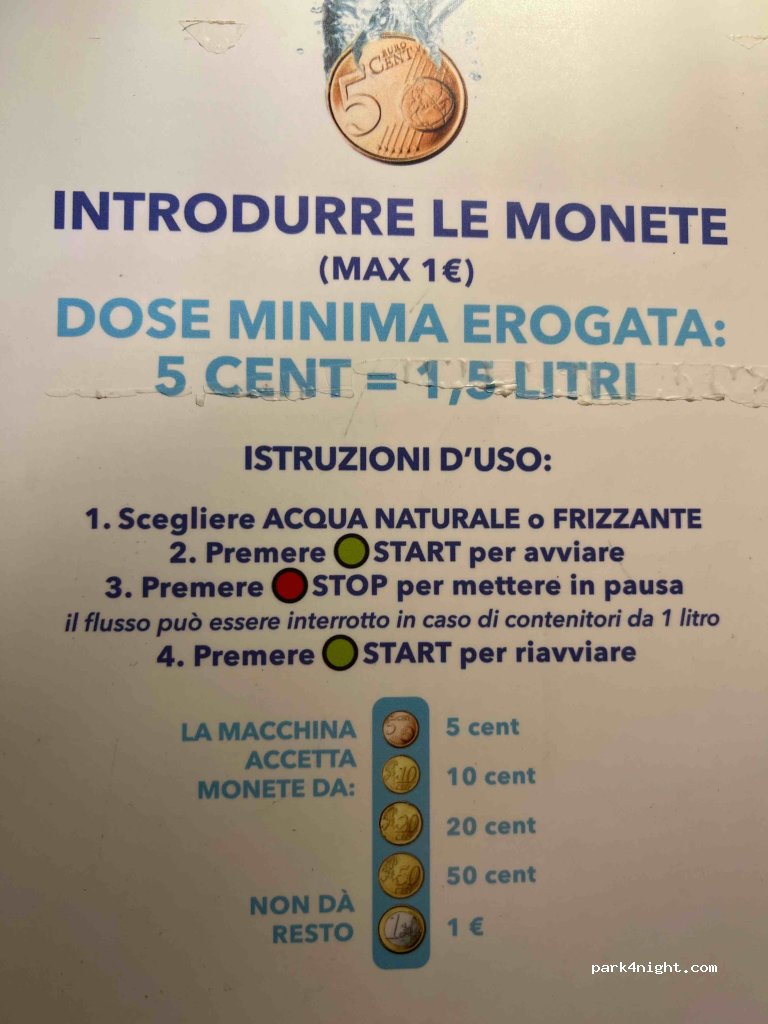 5 EURO CENT
INTRODURRE LE MONETE
(MAX 1€)
DOSE MINIMA EROGATA:
5 CENT = 1,5 LITRI
ISTRUZIONI D'USO:
1. Scegliere ACQUA NATURALE o FRIZZANTE
2. Premere START per avviare
3. Premere STOP per mettere in pausa
il flusso può essere interrotto in caso di contenitori da 1 litro
4. Premere START per riavviare
LA MACCHINA
ACCETTA
MONETE DA:
5 cent
10 cent
20 cent
50 cent
1 €
NON DÀ
RESTO
park4night.com